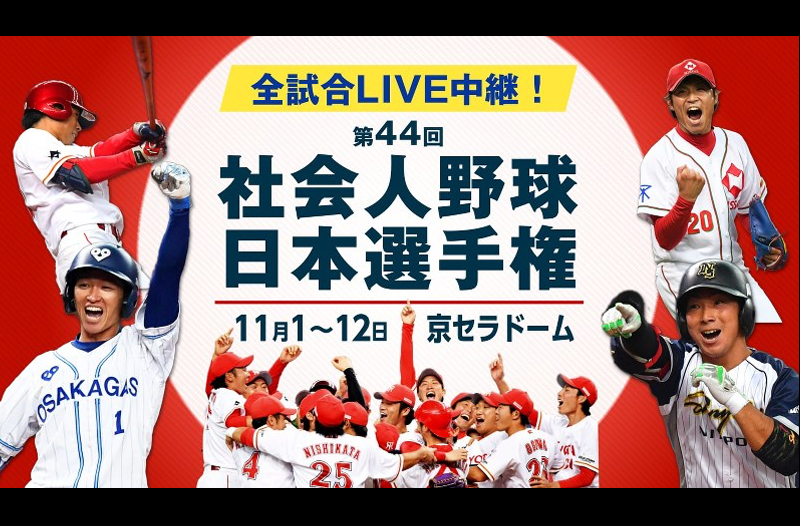 全試合LIVE中継！
第44回
社会人野球
日本選手権
11月1～12日 京セラドーム
OSAKAGAS
1
20
NISHIKATA
25
4